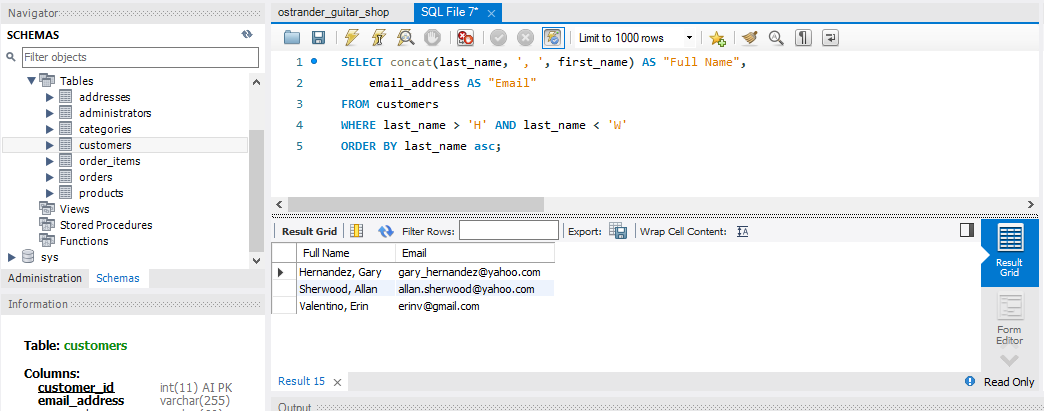 Navigator
SCHEMAS
Filter objects
Tables
addresses
administrators
categories
customers
order_items
orders
products
Views
Stored Procedures
Functions
sys
Administration Schemas
Information
Table: customers
Columns:
customer_id int(11) AI PK
email_address varchar(255)
ostrander_guitar_shop SQL File 7*
Limit to 1000 rows
1 SELECT concat(last_name, ', ', first_name) AS "Full Name",
2 email_address AS "Email"
3 FROM customers
4 WHERE last_name > 'H' AND last_name < 'W'
5 ORDER BY last_name asc;
Result Grid Filter Rows: Export: Wrap Cell Content:
Full Name Email
Hernandez, Gary gary_hernandez@yahoo.com
Sherwood, Allan allan.sherwood@yahoo.com
Valentino, Erin erinv@gmail.com
Result
Grid
Form
Editor
Result 15 Read Only
Output